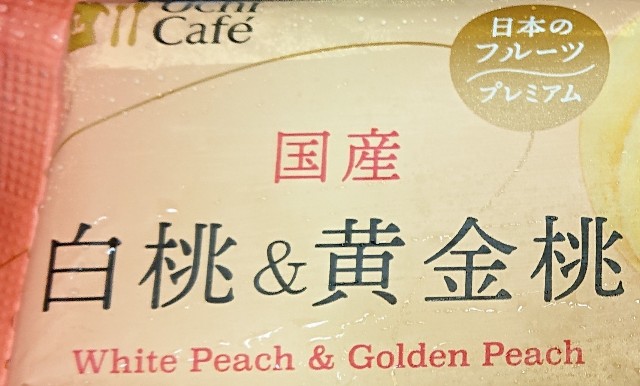 Uchi
Café
日本の
フルーツ
プレミアム
国産
白桃&黄金桃
White Peach & Golden Peach